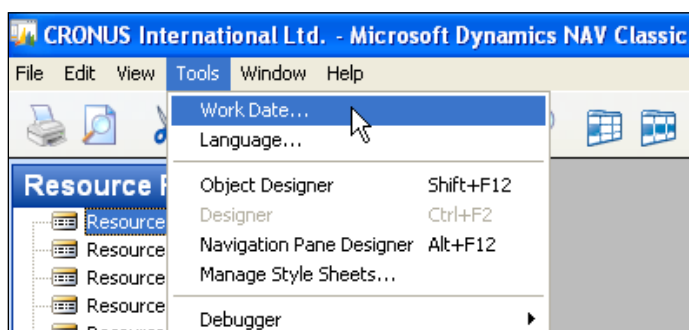 CRONUS International Ltd. - Microsoft Dynamics NAV Classic
File Edit View Tools Window Help
Work Date...
Language...
Resource
Object Designer Shift+F12
Resource
Designer Ctrl+F2
Resource
Navigation Pane Designer Alt+F12
Resource
Manage Style Sheets...
Resource
Debugger